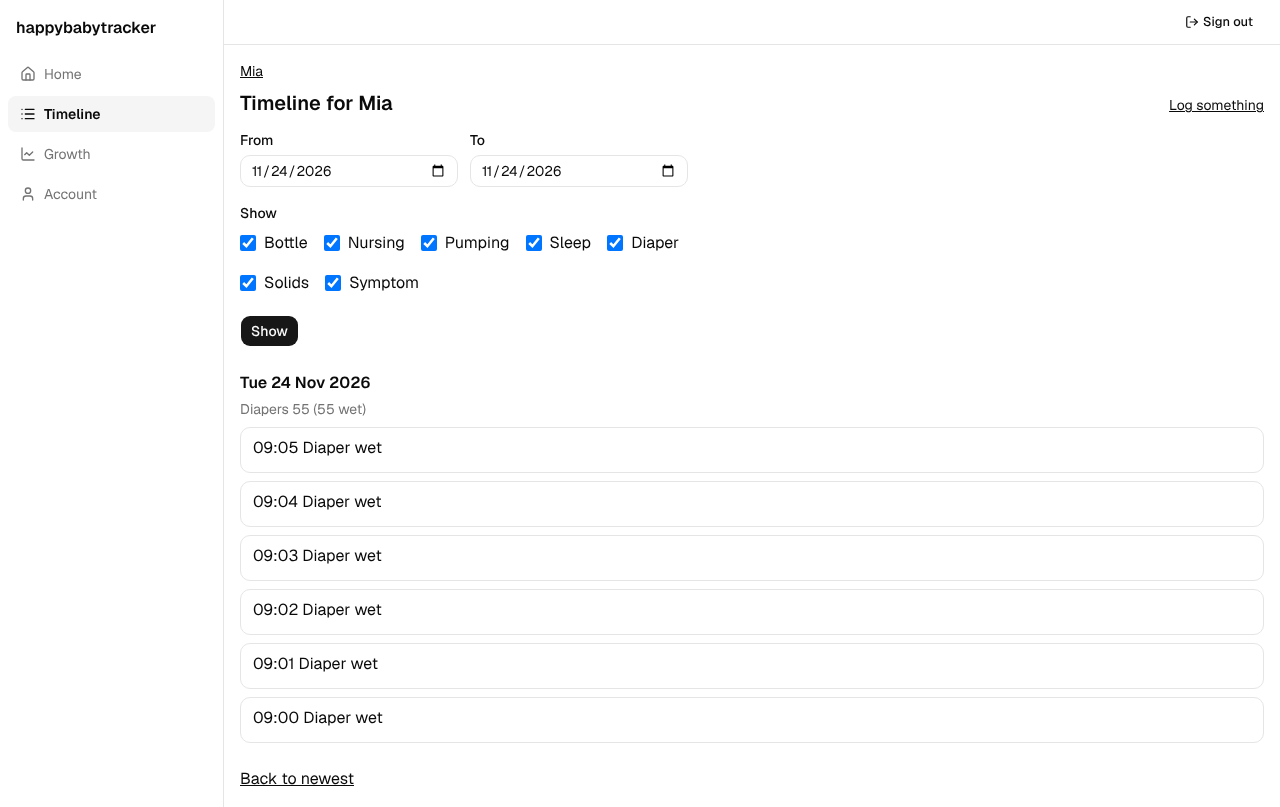 happybabytracker
Sign out
Home
Timeline
Growth
Account
Mia
Timeline for Mia
Log something
From To
11/24/2026 11/24/2026
Show
Bottle Nursing Pumping Sleep Diaper
Solids Symptom
Show
Tue 24 Nov 2026
Diapers 55 (55 wet)
09:05 Diaper wet
09:04 Diaper wet
09:03 Diaper wet
09:02 Diaper wet
09:01 Diaper wet
09:00 Diaper wet
Back to newest